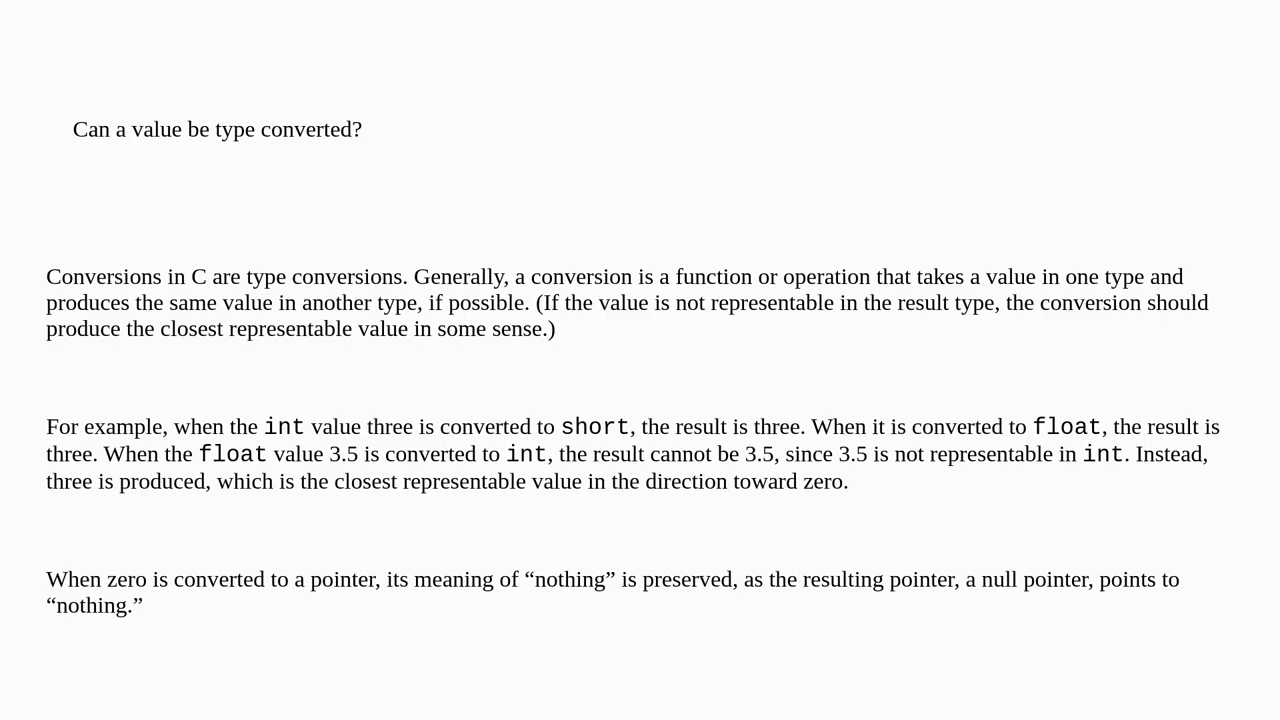 Can a value be type converted?
Conversions in C are type conversions. Generally, a conversion is a function or operation that takes a value in one type and
produces the same value in another type, if possible. (If the value is not representable in the result type, the conversion should
produce the closest representable value in some sense.)
For example, when the int value three is converted to short, the result is three. When it is converted to float, the result is
three. When the float value 3.5 is converted to int, the result cannot be 3.5, since 3.5 is not representable in int. Instead,
three is produced, which is the closest representable value in the direction toward zero.
When zero is converted to a pointer, its meaning of “nothing” is preserved, as the resulting pointer, a null pointer, points to
“nothing.”